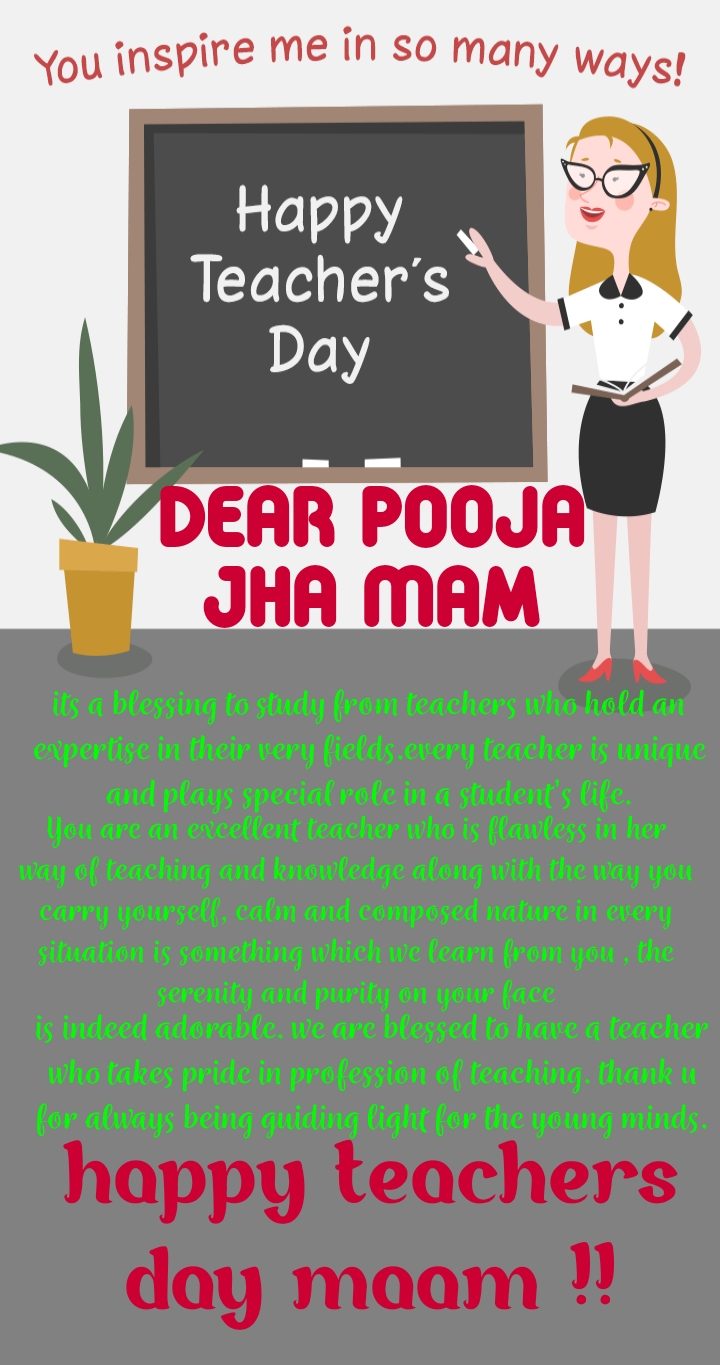 You inspire me in so many ways!
Happy
Teacher's
Day
DEAR POOJA
JHA MAM
its a blessing to study from teachers who hold an
expertise in their very fields.every teacher is unique
and plays special role in a student's life.
You are an excellent teacher who is flawless in her
way of teaching and knowledge along with the way you
carry yourself, calm and composed nature in every
situation is something which we learn from you , the
serenity and purity on your face
is indeed adorable. we are blessed to have a teacher
who takes pride in profession of teaching. thank u
for always being guiding light for the young minds.
happy teachers
day maam !!